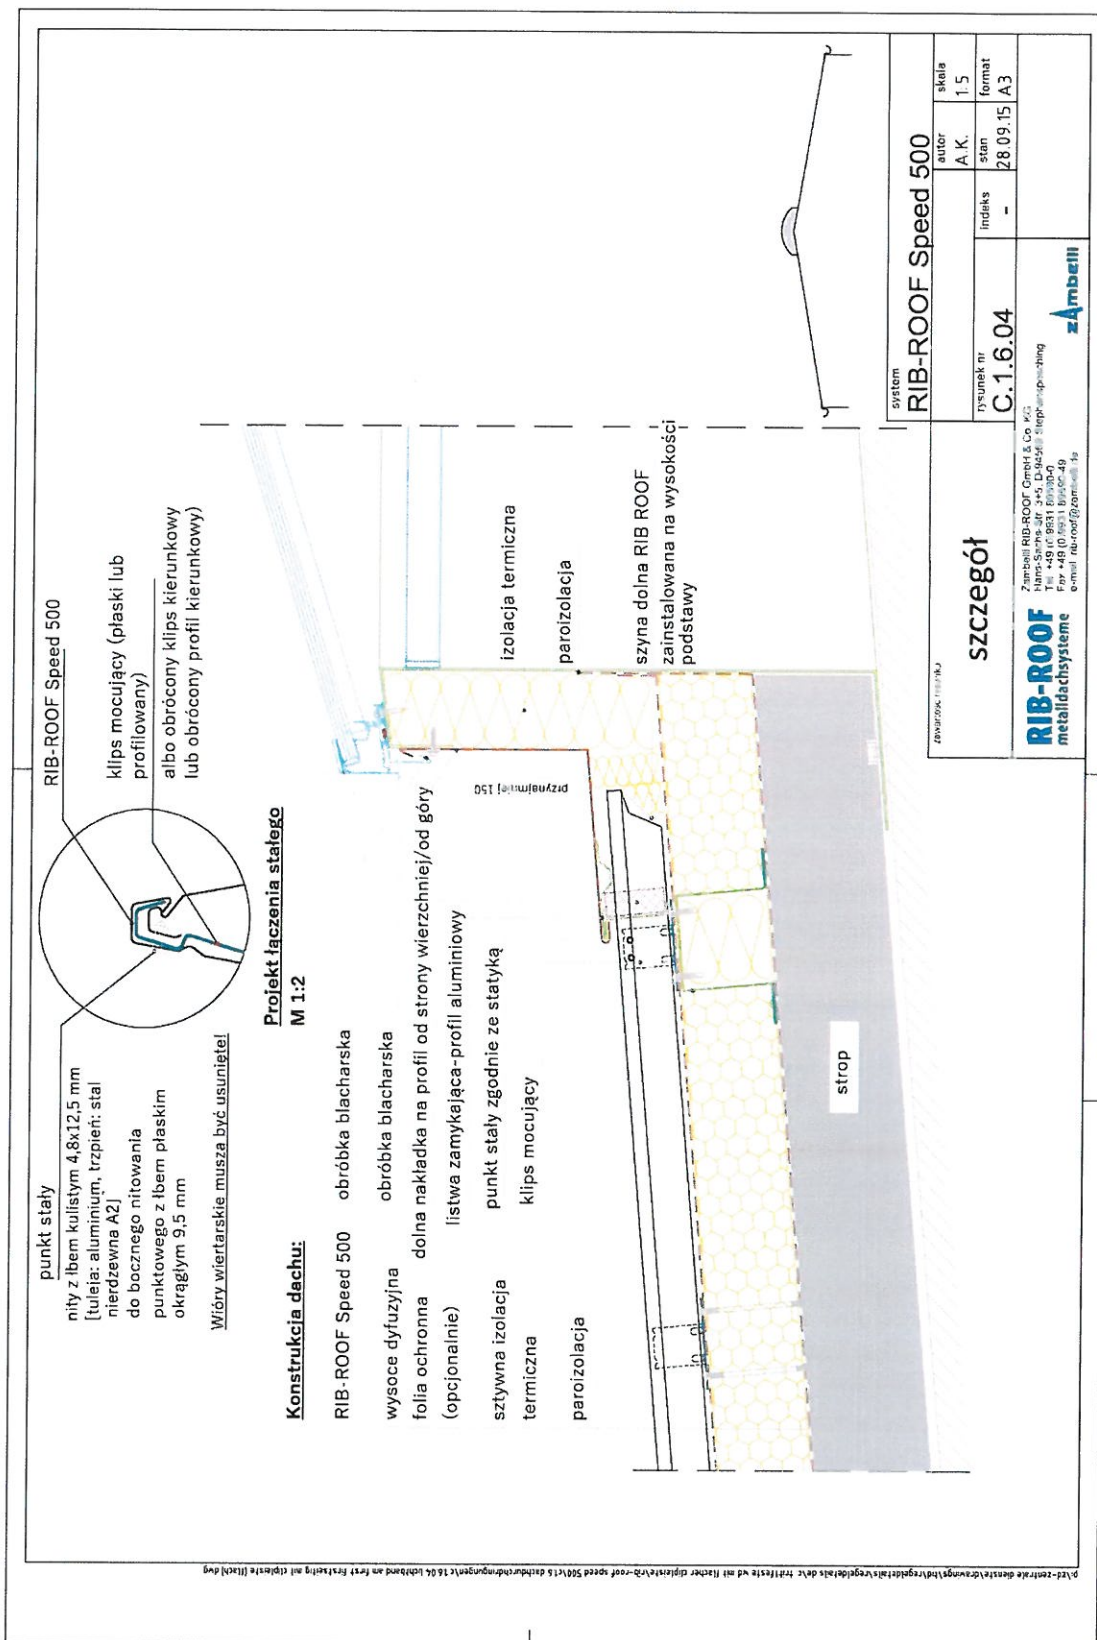 punkt stały
nity z łbem kulistym 4,8x12,5 mm
[tuleja: aluminium, trzpień: stal
nierdzewna A2]
do bocznego nitowania
punktowego z łbem płaskim
okrągłym 9,5 mm
Wióry wiertarskie muszą być usunięte!
RIB-ROOF Speed 500
klips mocujący (płaski lub
profilowany)
albo obrócony klips kierunkowy
lub obrócony profil kierunkowy)
Projekt łączenia stałego
M 1:2
Konstrukcja dachu:
RIB-ROOF Speed 500
wysoce dyfuzyjna
folia ochronna
(opcjonalnie)
sztywna izolacja
termiczna
paroizolacja
obróbka blacharska
obróbka blacharska
dolna nakładka na profil od strony wierzchniej/od góry
listwa zamykająca-profil aluminiowy
punkt stały zgodnie ze statyką
klips mocujący
przynajmniej 150
izolacja termiczna
paroizolacja
szyna dolna RIB ROOF
zainstalowana na wysokości
podstawy
strop
system
RIB-ROOF Speed 500
szczegół
autor
A.K.
skala
1:5
rysunek nr
C.1.6.04
indeks
-
stan
28.09.15
format
A3
RIB-ROOF
metalldachsysteme
Zambelli RIB-ROOF GmbH & Co. KG
zambelli